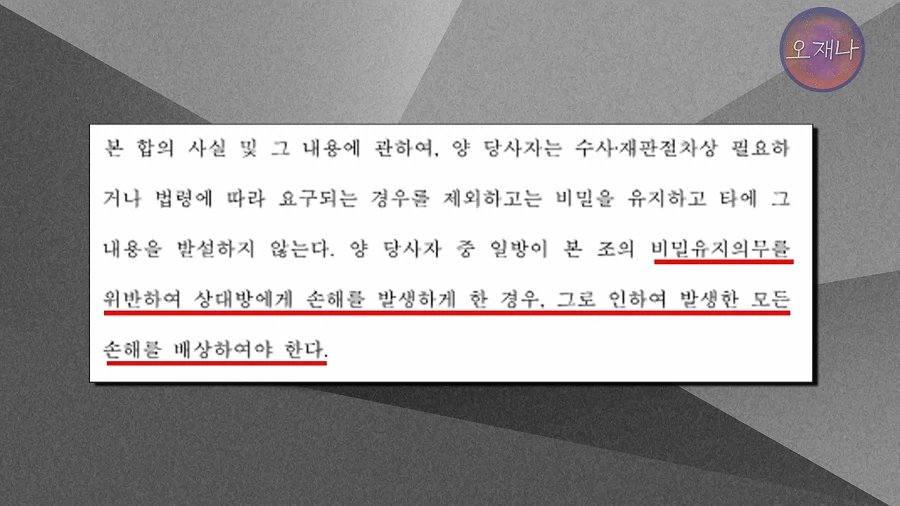 오재나
본 합의 사실 및 그 내용에 관하여, 양 당사자는 수사·재판절차상 필요하
거나 법령에 따라 요구되는 경우를 제외하고는 비밀을 유지하고 타에 그
내용을 발설하지 않는다. 양 당사자 중 일방이 본 조의 비밀유지의무를
위반하여 상대방에게 손해를 발생하게 한 경우, 그로 인하여 발생한 모든
손해를 배상하여야 한다.